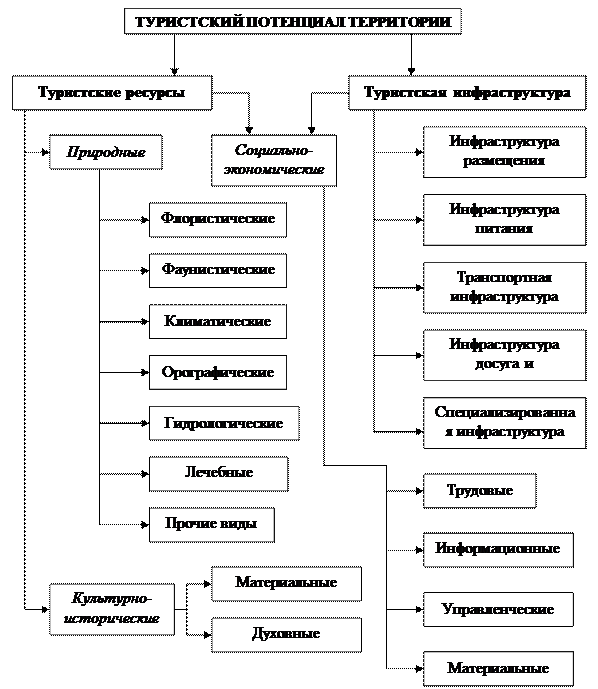 ТУРИСТСКИЙ ПОТЕНЦИАЛ ТЕРРИТОРИИ
Туристские ресурсы
Туристская инфраструктура
Природные
Социально-
экономические
Инфраструктура
размещения
Флористические
Инфраструктура
питания
Фаунистические
Транспортная
инфраструктура
Климатические
Орографические
Инфраструктура
досуга и
Гидрологические
Специализированна
я инфраструктура
Лечебные
Трудовые
Прочие виды
Информационные
Культурно-
исторические
Материальные
Духовные
Управленческие
Материальные